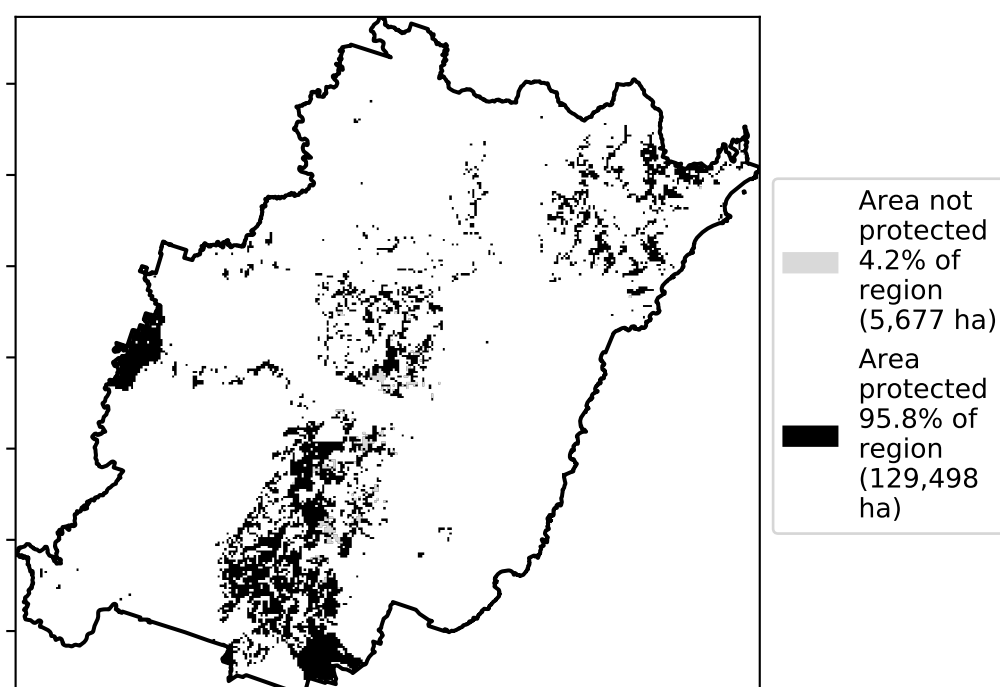 Area not
protected
4.2% of
region
(5,677 ha)
Area
protected
95.8% of
region
(129,498
ha)